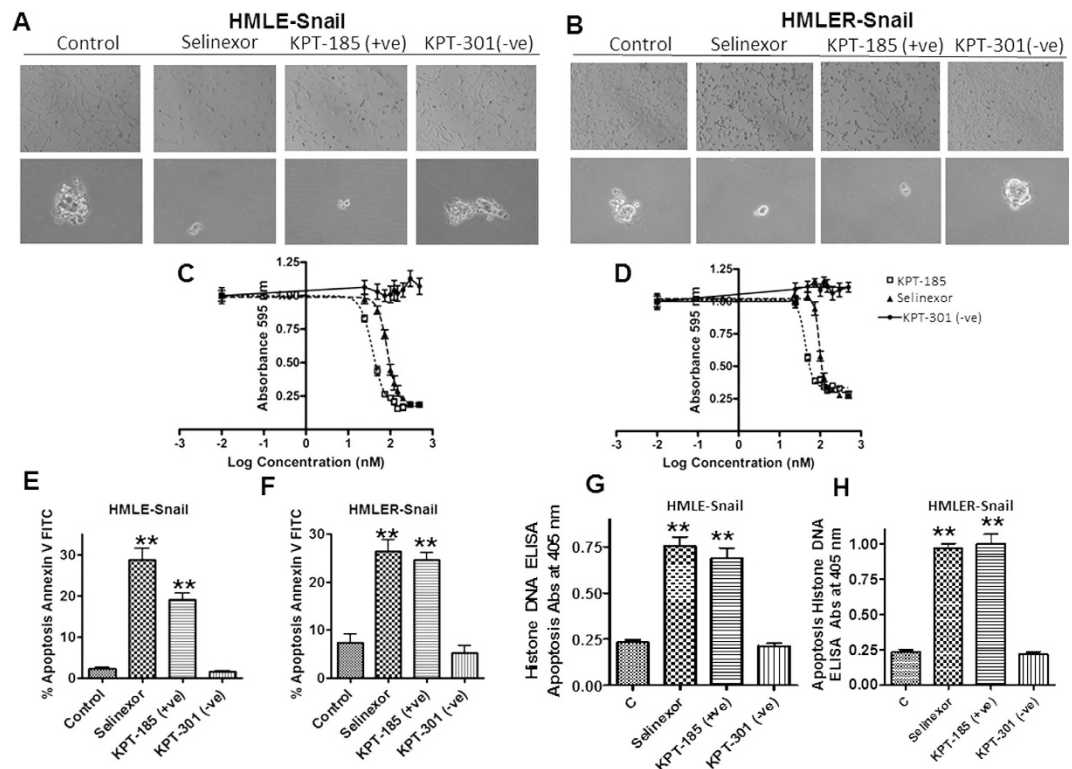 A
HMLE-Snail
Control Selinexor KPT-185 (+ve) KPT-301(-ve)
B
HMLER-Snail
Control Selinexor KPT-185 (+ve) KPT-301(-ve)
C
Absorbance 595 nm
1.25
1.00
0.75
0.50
0.25
-3 -2 -1 0 1 2 3
Log Concentration (nM)
D
Absorbance 595 nm
1.25
1.00
0.75
0.50
0.25
-3 -2 -1 0 1 2 3
Log Concentration (nM)
KPT-185
Selinexor
KPT-301 (-ve)
E
HMLE-Snail
% Apoptosis Annexin V FITC
30
20
10
0
**
**
Control
Selinexor
KPT-185 (+ve)
KPT-301 (-ve)
F
HMLER-Snail
% Apoptosis Annexin V FITC
30
20
10
0
**
**
Control
Selinexor
KPT-185 (+ve)
KPT-301 (-ve)
G
HMLE-Snail
Histone DNA ELISA
Apoptosis Abs at 405 nm
0.75
0.50
0.25
0.00
**
**
C
Selinexor
KPT-185 (+ve)
KPT-301 (-ve)
H
HMLER-Snail
Apoptosis Histone DNA
ELISA Abs at 405 nm
1.00
0.75
0.50
0.25
0.00
**
**
C
Selinexor
KPT-185 (+ve)
KPT-301 (-ve)